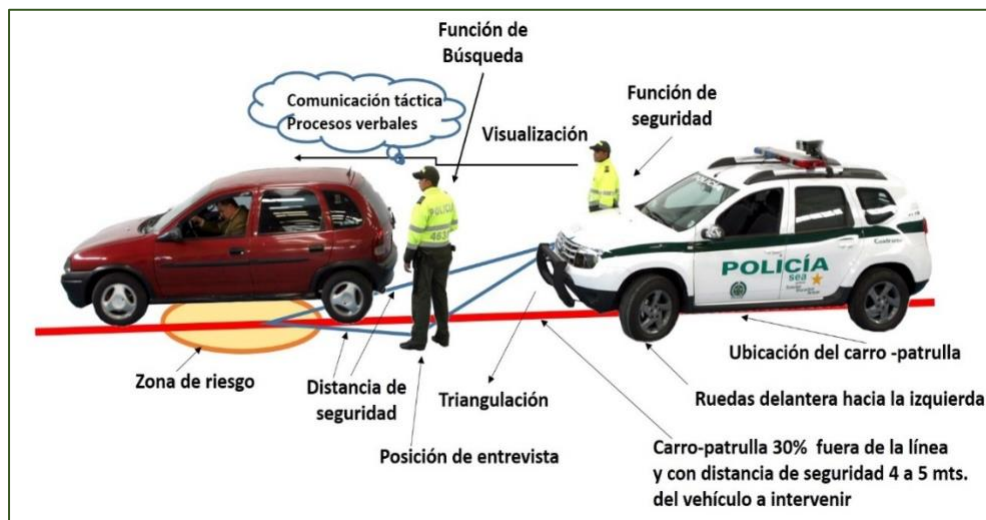 Función de
Búsqueda
Comunicación táctica
Procesos verbales
Visualización
Función de
seguridad
POLICÍA
POLICÍA
sea
Zona de riesgo
Distancia de
seguridad
Triangulación
Posición de entrevista
Ubicación del carro -patrulla
Ruedas delantera hacia la izquierda
Carro-patrulla 30% fuera de la línea
y con distancia de seguridad 4 a 5 mts.
del vehículo a intervenir